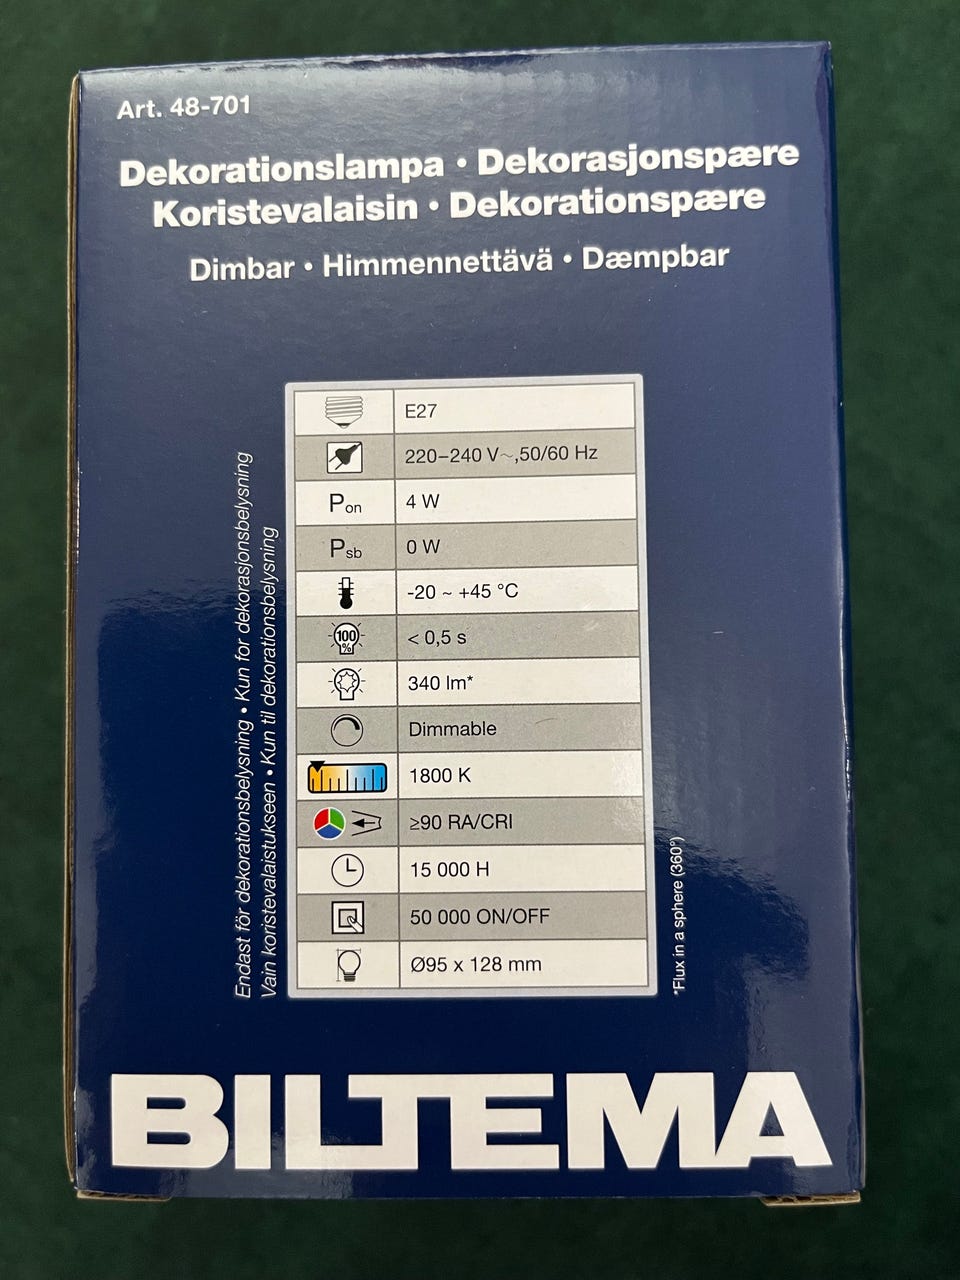 Art. 48-701
Dekorationslampa • Dekorasjonspære
Koristevalaisin • Dekorationspære
Dimbar • Himmennettävä • Dæmpbar
Endast för dekorationsbelysning • Kun for dekorasjonsbelysning
Vain koristevalaistukseen • Kun til dekorationsbelysning
E27
220–240 V~,50/60 Hz
Pon 4 W
Psb 0 W
-20 ~ +45 °C
100 % < 0,5 s
340 lm*
Dimmable
1800 K
≥90 RA/CRI
15 000 H
50 000 ON/OFF
Ø95 x 128 mm
*Flux in a sphere (360°)
BILTEMA